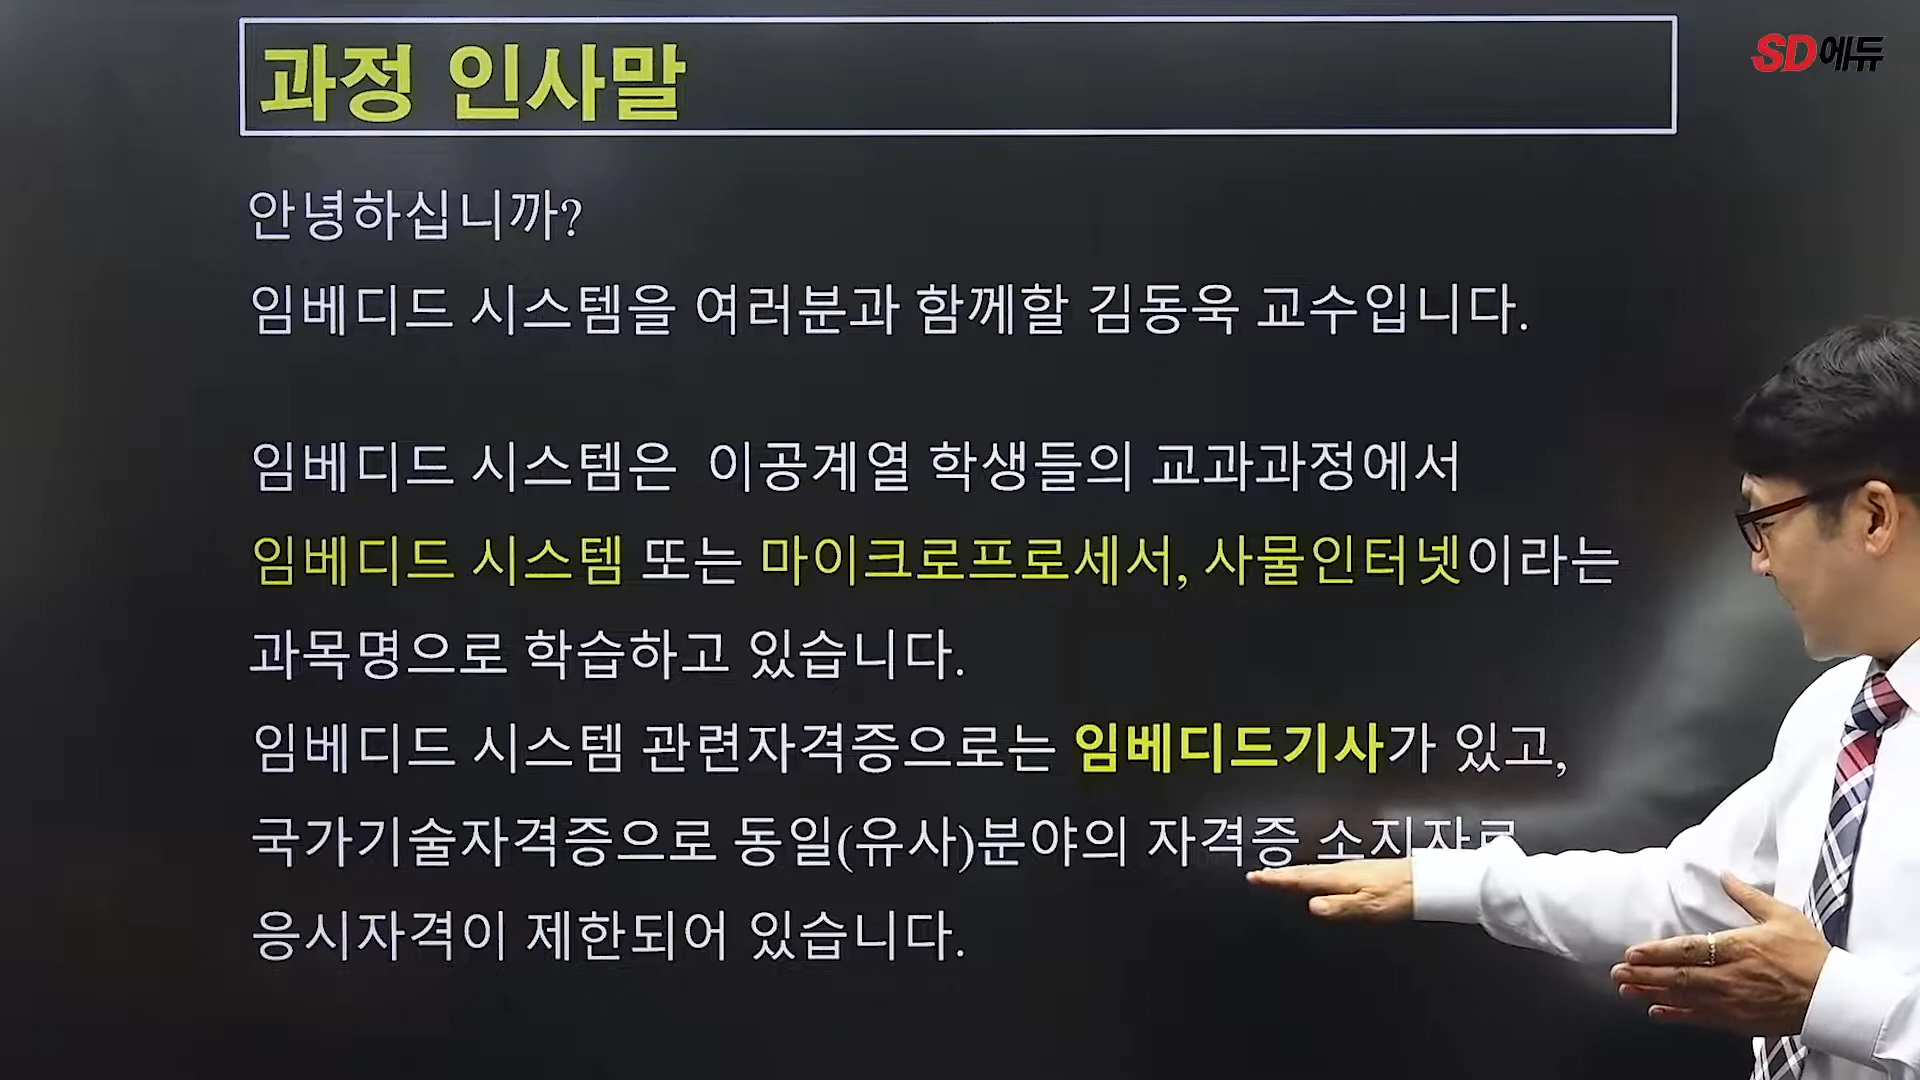 과정 인사말
SD에듀
안녕하십니까?
임베디드 시스템을 여러분과 함께할 김동욱 교수입니다.
임베디드 시스템은 이공계열 학생들의 교과과정에서
임베디드 시스템 또는 마이크로프로세서, 사물인터넷이라는
과목명으로 학습하고 있습니다.
임베디드 시스템 관련자격증으로는 임베디드기사가 있고,
국가기술자격증으로 동일(유사)분야의 자격증 소지자로
응시자격이 제한되어 있습니다.